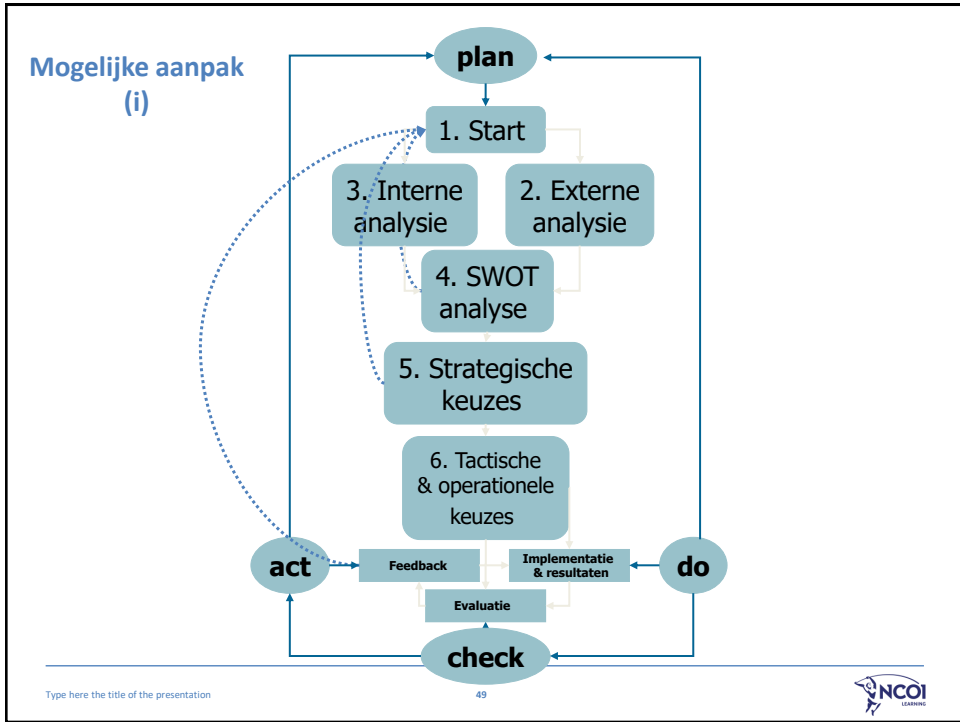 Mogelijke aanpak
(i)
plan
1. Start
3. Interne
analysie
2. Externe
analysie
4. SWOT
analyse
5. Strategische
keuzes
6. Tactische
& operationele
keuzes
act
Feedback
Implementatie
& resultaten
do
Evaluatie
check
Type here the title of the presentation
49
NCOI
LEARNING